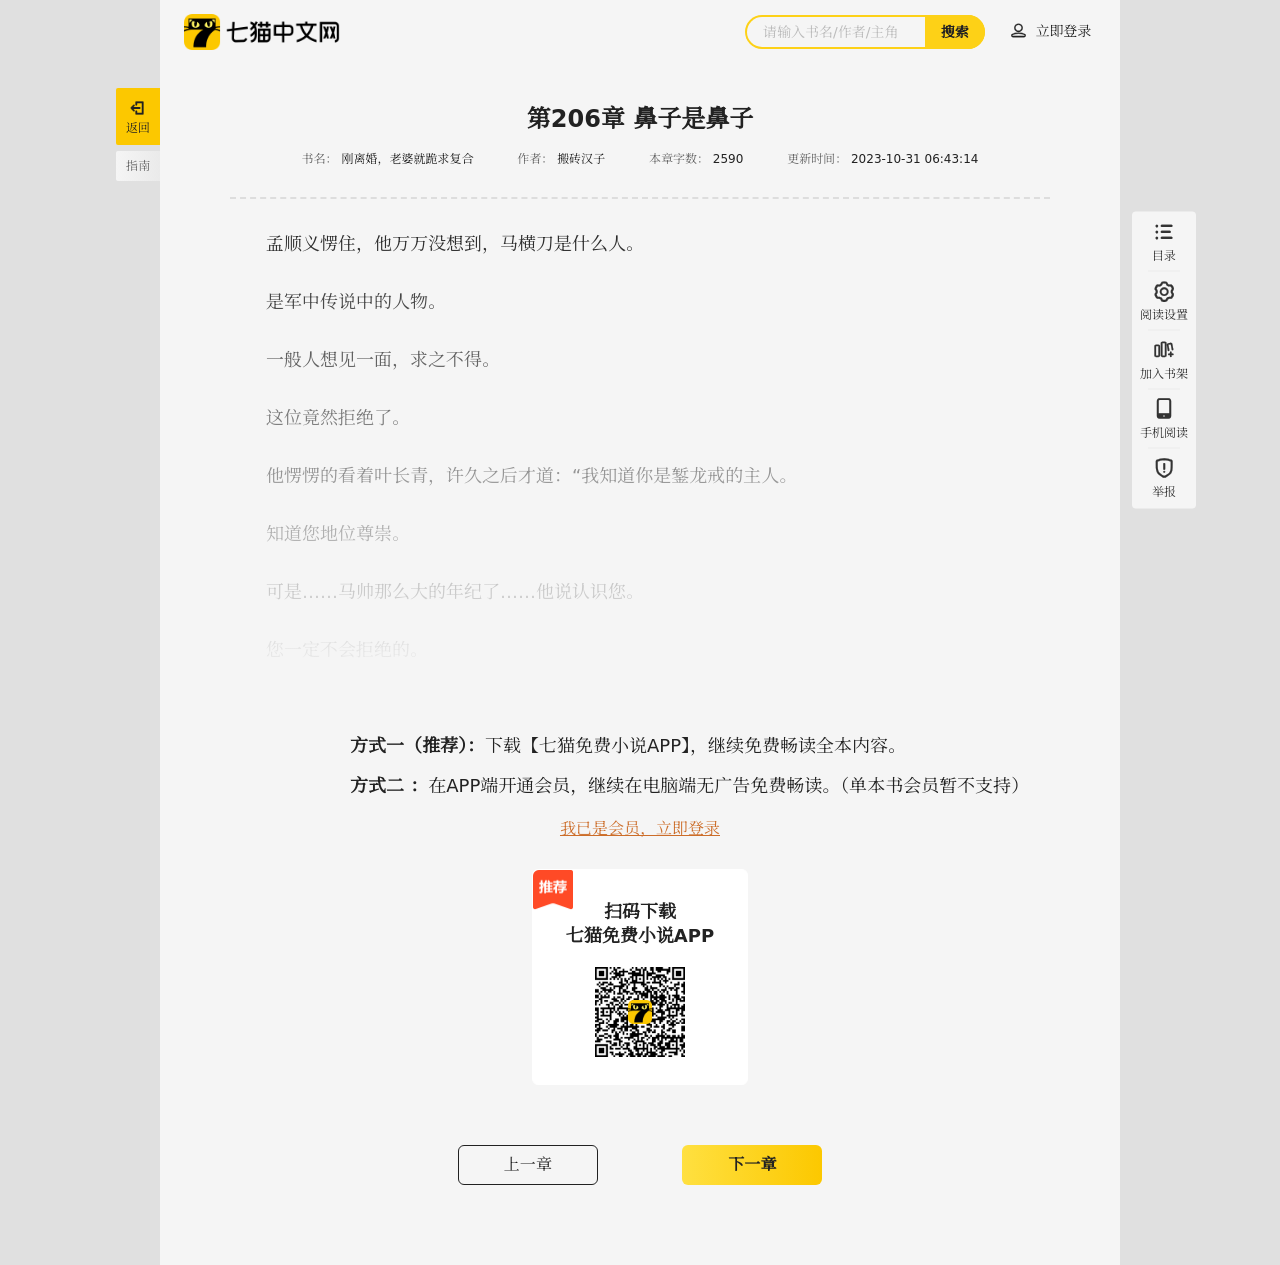 七猫中文网
请输入书名/作者/主角
搜索
立即登录
返回
指南
第206章 鼻子是鼻子
书名： 刚离婚，老婆就跪求复合 作者： 搬砖汉子 本章字数： 2590 更新时间： 2023-10-31 06:43:14
孟顺义愣住，他万万没想到，马横刀是什么人。
是军中传说中的人物。
一般人想见一面，求之不得。
这位竟然拒绝了。
他愣愣的看着叶长青，许久之后才道：“我知道你是鏨龙戒的主人。
知道您地位尊崇。
可是……马帅那么大的年纪了……他说认识您。
您一定不会拒绝的。
目录
阅读设置
加入书架
手机阅读
举报
方式一（推荐）：下载【七猫免费小说APP】，继续免费畅读全本内容。
方式二 ：在APP端开通会员，继续在电脑端无广告免费畅读。（单本书会员暂不支持）
我已是会员，立即登录
推荐
扫码下载
七猫免费小说APP
上一章
下一章